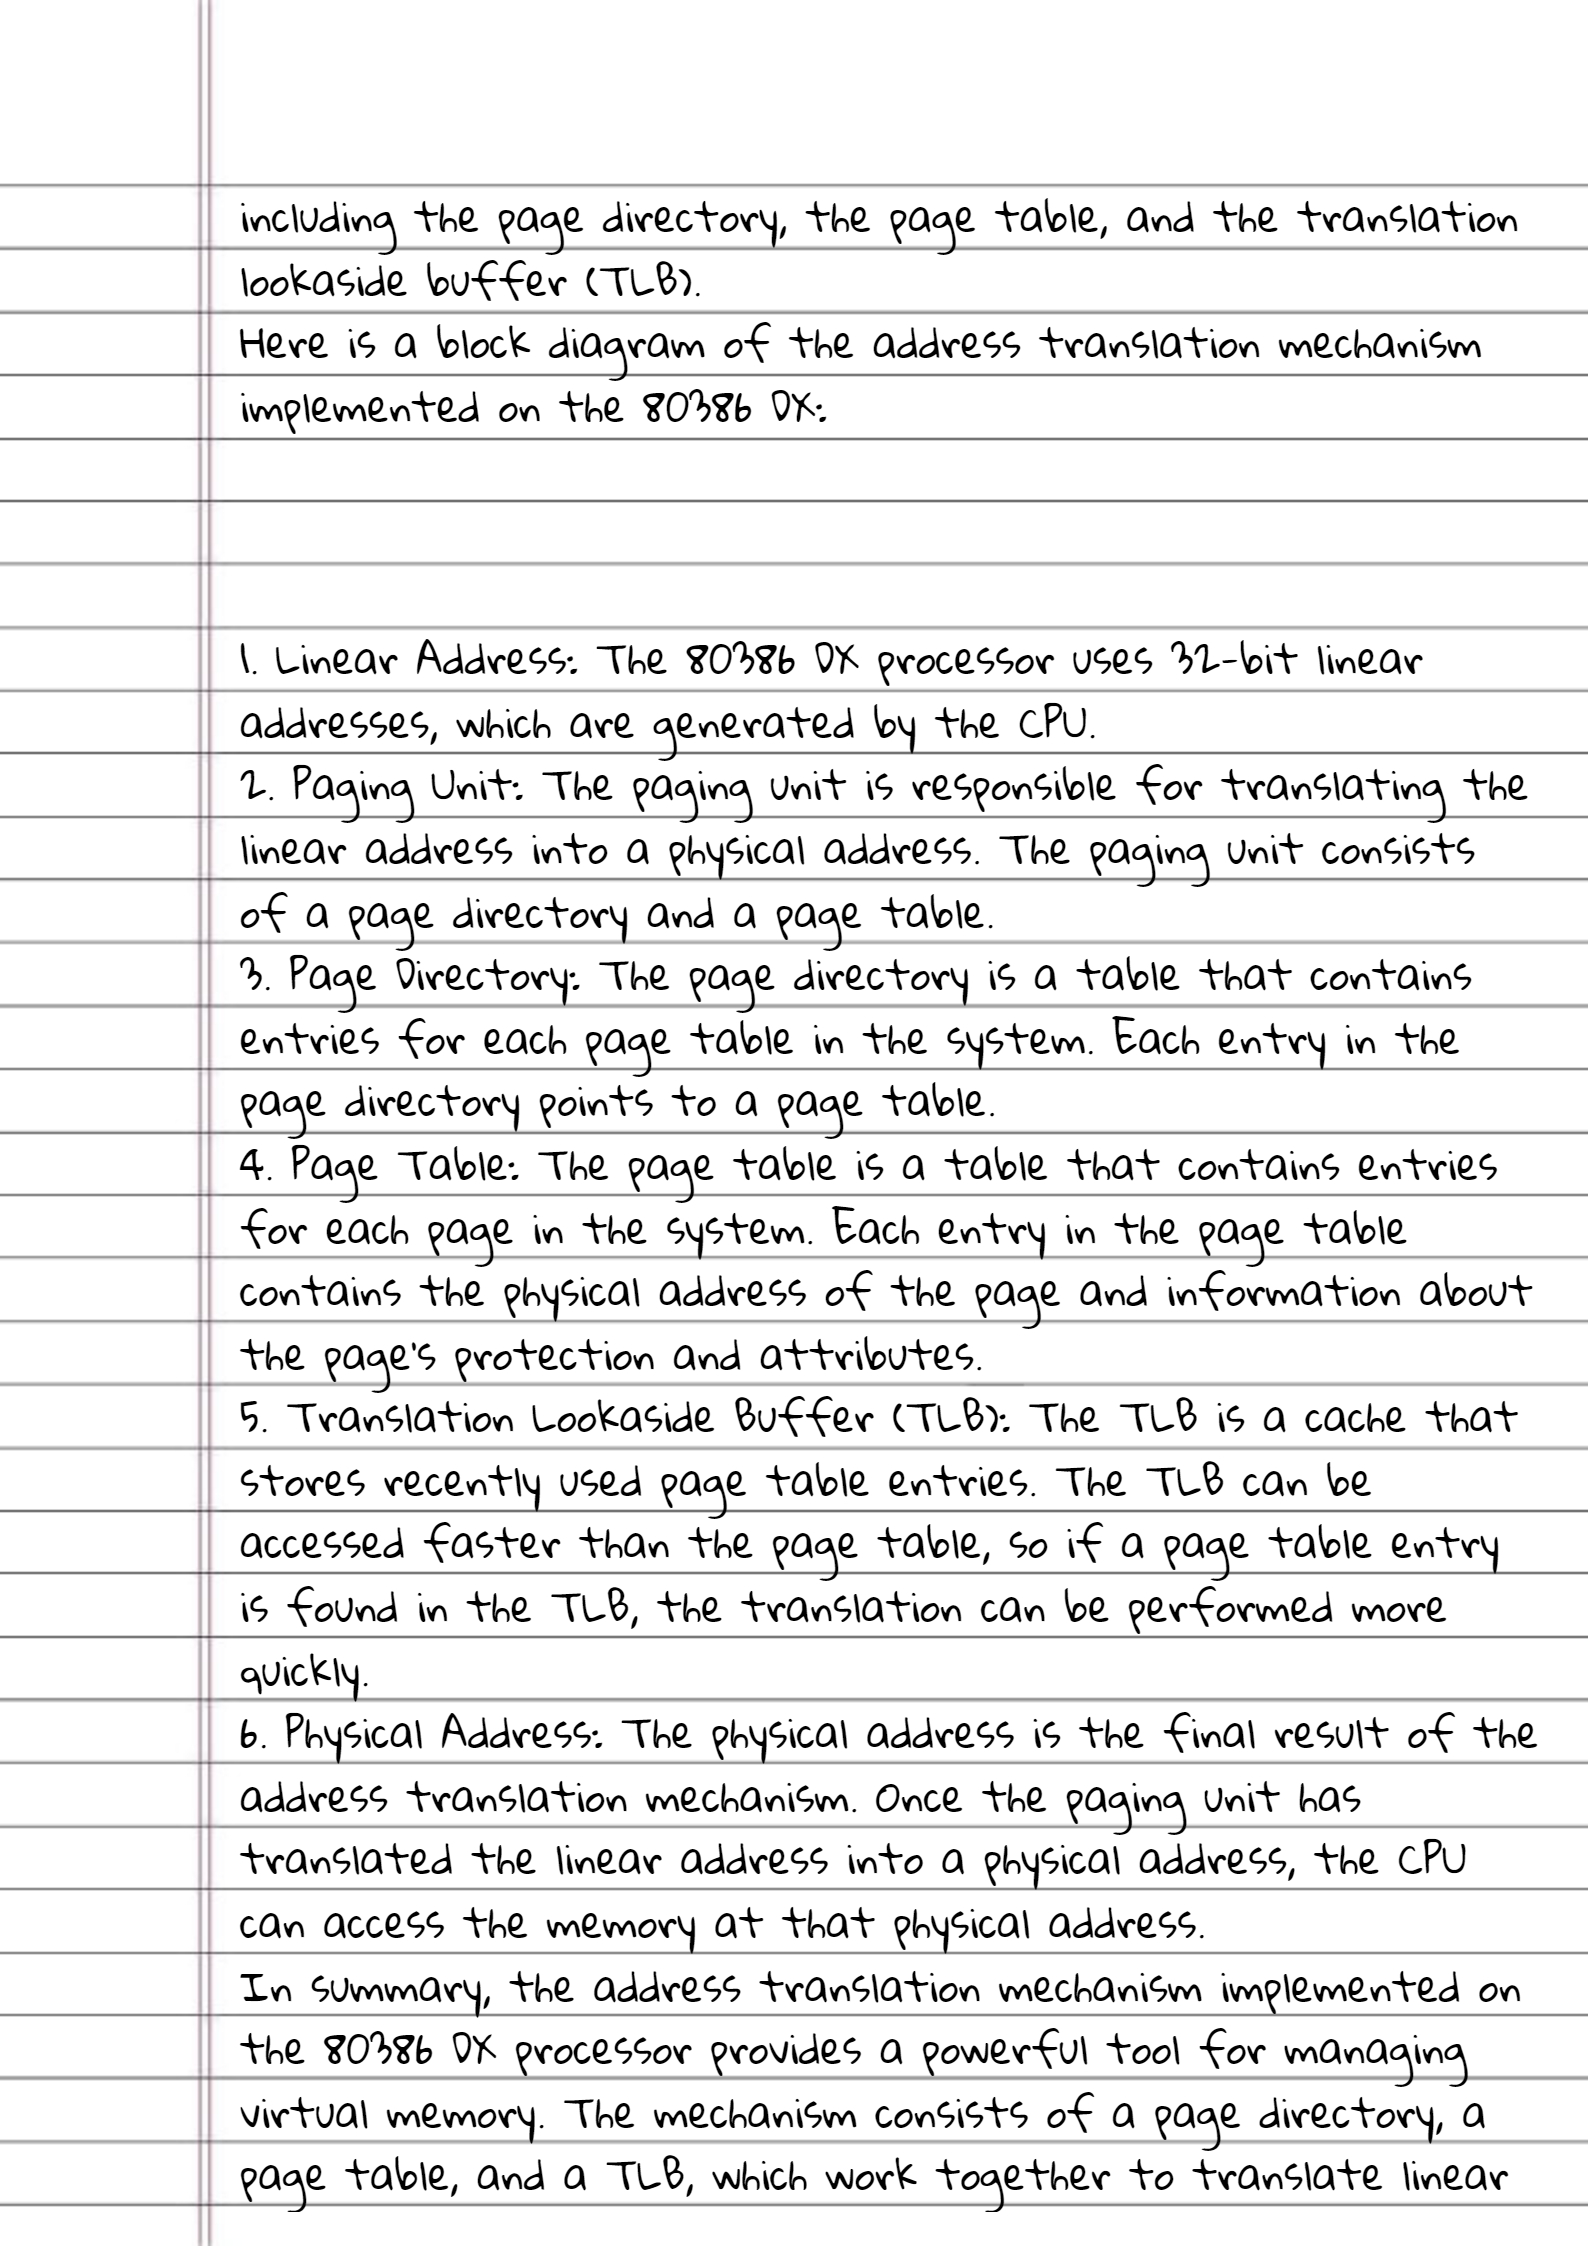 including the page directory, the page table, and the translation
lookaside buffer (TLB).
Here is a block diagram of the address translation mechanism
implemented on the 80386 DX:
1. Linear Address: The 80386 DX processor uses 32-bit linear
addresses, which are generated by the CPU.
2. Paging Unit: The paging unit is responsible for translating the
linear address into a physical address. The paging unit consists
of a page directory and a page table.
3. Page Directory: The page directory is a table that contains
entries for each page table in the system. Each entry in the
page directory points to a page table.
4. Page Table: The page table is a table that contains entries
for each page in the system. Each entry in the page table
contains the physical address of the page and information about
the page's protection and attributes.
5. Translation Lookaside Buffer (TLB): The TLB is a cache that
stores recently used page table entries. The TLB can be
accessed faster than the page table, so if a page table entry
is found in the TLB, the translation can be performed more
quickly.
6. Physical Address: The physical address is the final result of the
address translation mechanism. Once the paging unit has
translated the linear address into a physical address, the CPU
can access the memory at that physical address.
In summary, the address translation mechanism implemented on
the 80386 DX processor provides a powerful tool for managing
virtual memory. The mechanism consists of a page directory, a
page table, and a TLB, which work together to translate linear